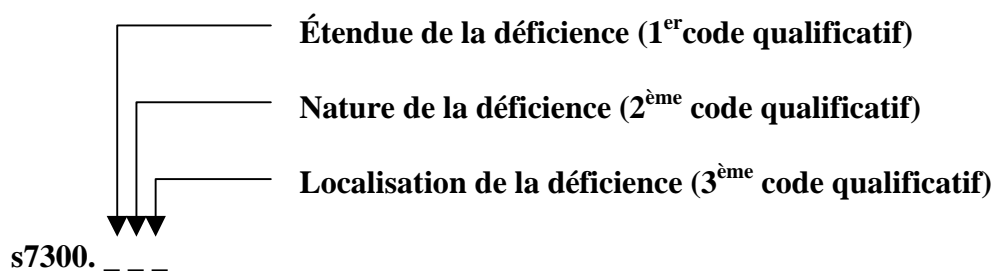 Étendue de la déficience (1er code qualificatif)
Nature de la déficience (2ème code qualificatif)
Localisation de la déficience (3ème code qualificatif)
s7300. _ _ _